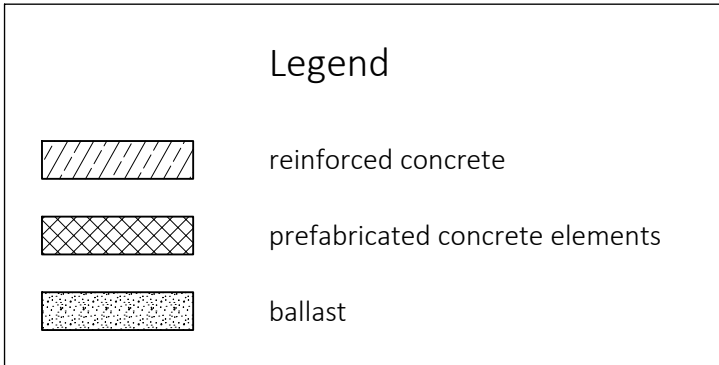 Legend
reinforced concrete
prefabricated concrete elements
ballast